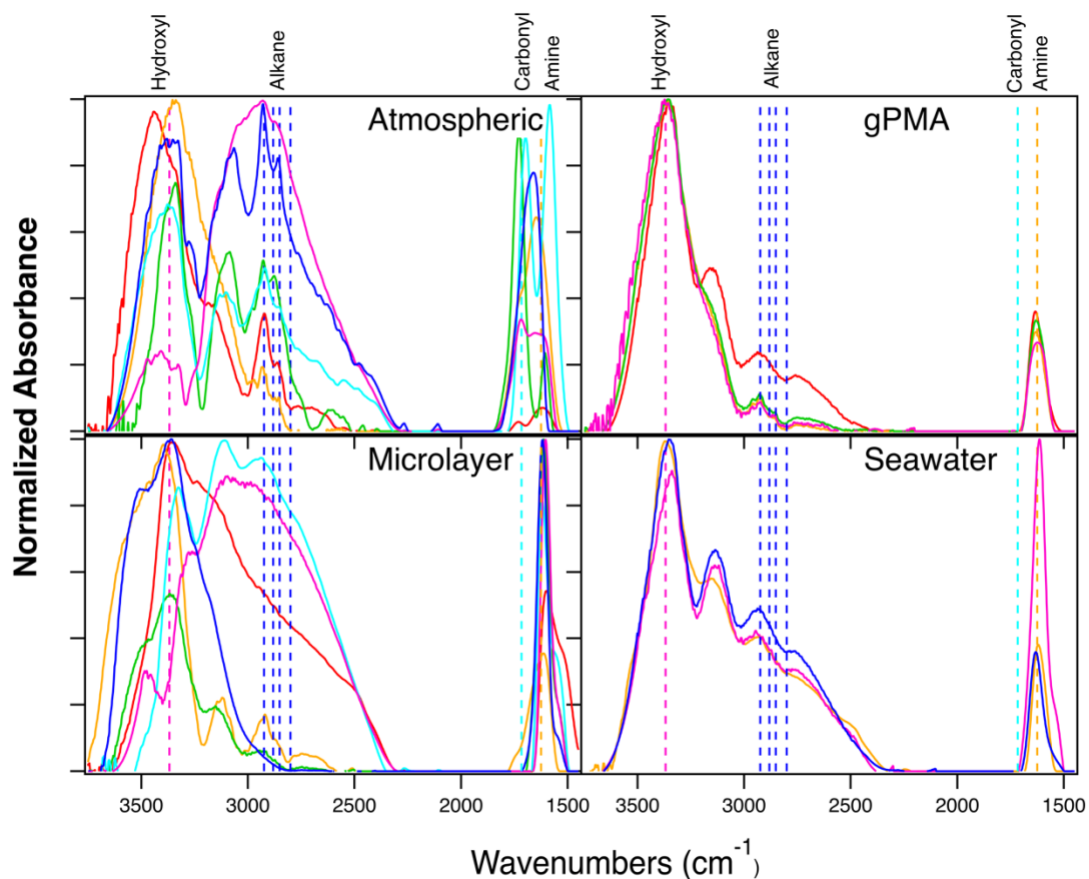 Hydroxyl
Alkane
Carbonyl
Amine
Hydroxyl
Alkane
Carbonyl
Amine
Atmospheric
gPMA
Microlayer
Seawater
Normalized Absorbance
3500 3000 2500 2000 1500
3500 3000 2500 2000 1500
Wavenumbers (cm⁻¹)